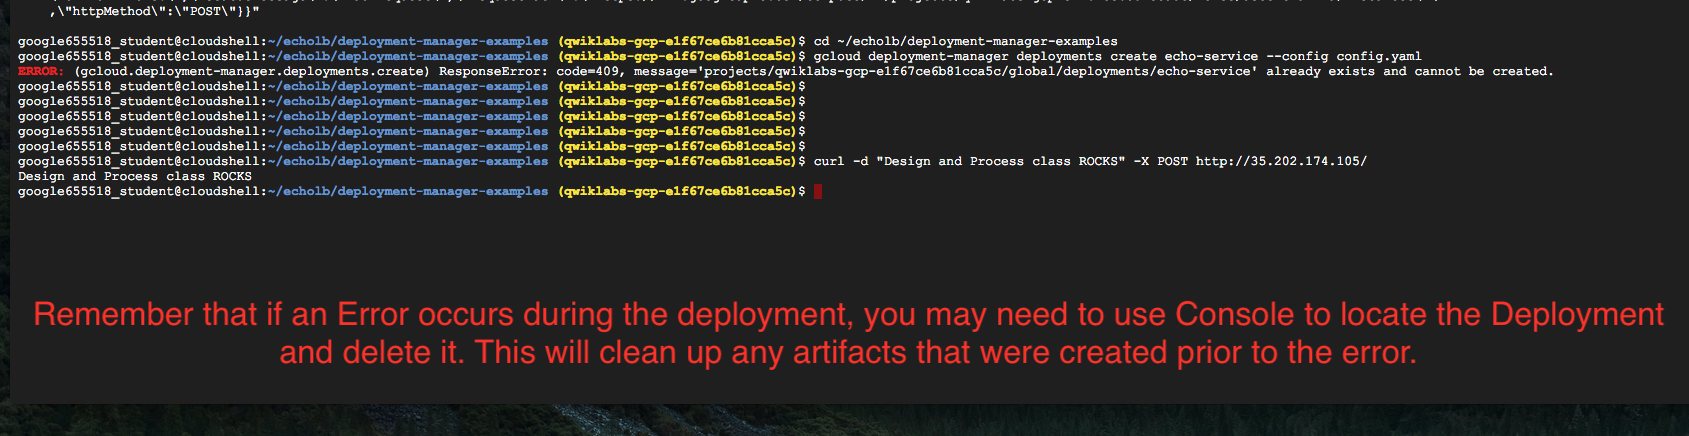 ,\"httpMethod\":\"POST\"}}"
google655518_student@cloudshell:~/echolb/deployment-manager-examples (qwiklabs-gcp-e1f67ce6b81cca5c)$ cd ~/echolb/deployment-manager-examples
google655518_student@cloudshell:~/echolb/deployment-manager-examples (qwiklabs-gcp-e1f67ce6b81cca5c)$ gcloud deployment-manager deployments create echo-service --config config.yaml
ERROR: (gcloud.deployment-manager.deployments.create) ResponseError: code=409, message='projects/qwiklabs-gcp-e1f67ce6b81cca5c/global/deployments/echo-service' already exists and cannot be created.
google655518_student@cloudshell:~/echolb/deployment-manager-examples (qwiklabs-gcp-e1f67ce6b81cca5c)$
google655518_student@cloudshell:~/echolb/deployment-manager-examples (qwiklabs-gcp-e1f67ce6b81cca5c)$
google655518_student@cloudshell:~/echolb/deployment-manager-examples (qwiklabs-gcp-e1f67ce6b81cca5c)$
google655518_student@cloudshell:~/echolb/deployment-manager-examples (qwiklabs-gcp-e1f67ce6b81cca5c)$
google655518_student@cloudshell:~/echolb/deployment-manager-examples (qwiklabs-gcp-e1f67ce6b81cca5c)$
google655518_student@cloudshell:~/echolb/deployment-manager-examples (qwiklabs-gcp-e1f67ce6b81cca5c)$ curl -d "Design and Process class ROCKS" -X POST http://35.202.174.105/
Design and Process class ROCKS
google655518_student@cloudshell:~/echolb/deployment-manager-examples (qwiklabs-gcp-e1f67ce6b81cca5c)$
Remember that if an Error occurs during the deployment, you may need to use Console to locate the Deployment
and delete it. This will clean up any artifacts that were created prior to the error.